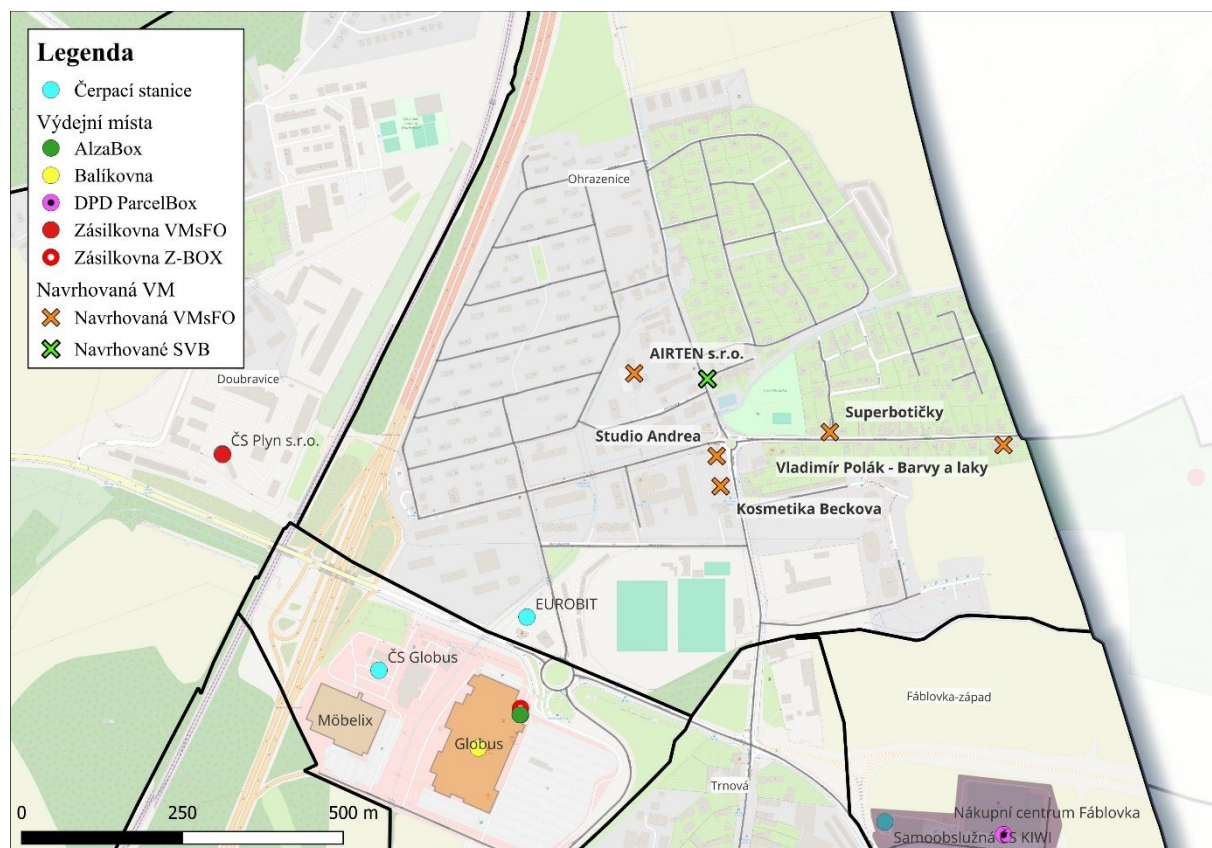 Legenda
Čerpací stanice
Výdejní místa
AlzaBox
Balíkovna
DPD ParcelBox
Zásilkovna VMsFO
Zásilkovna Z-BOX
Navrhovaná VM
Navrhovaná VMsFO
Navrhované SVB
Ohrazenice
Doubravice
AIRTEN s.r.o.
Superbotičky
Studio Andrea
ČS Plyn s.r.o.
Vladimír Polák - Barvy a laky
Kosmetika Beckova
EUROBIT
ČS Globus
Fáblovka-západ
Möbelix
Globus
Trnová
Nákupní centrum Fáblovka
Samoobslužná ČS KIWI
0 250 500 m